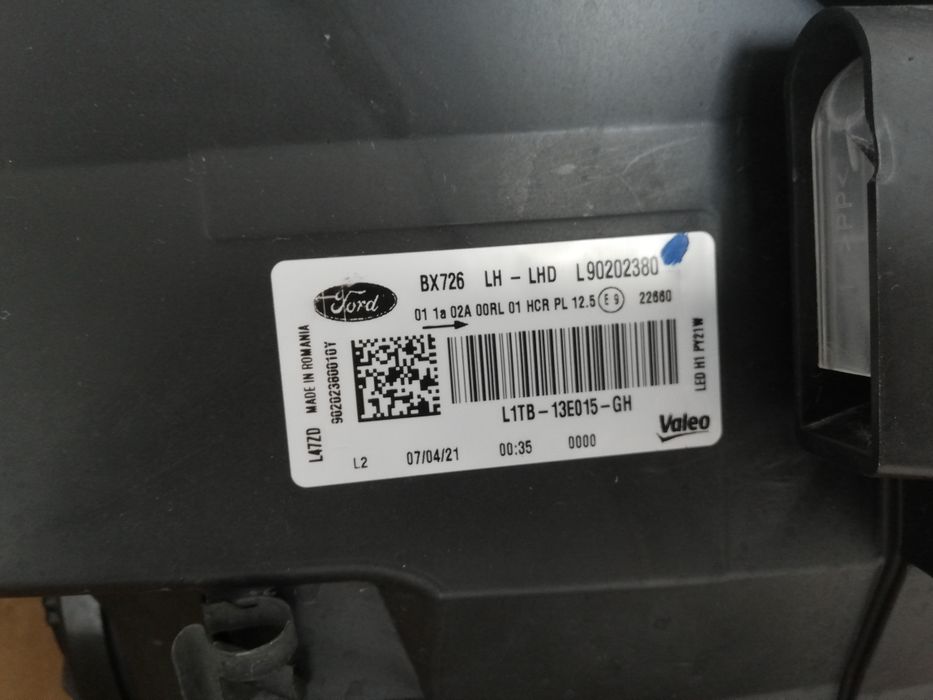 BX726 LH - LHD L90202380
Ford
01 1a 02A 00RL 01 HCR PL 12.5 E9 22660
L47ZD MADE IN ROMANIA
90202380010Y
LED H1 PY21W
L1TB-13E015-GH
Valeo
L2 07/04/21 00:35 0000